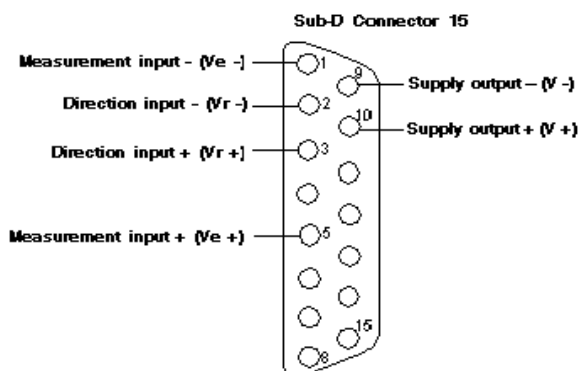 Sub-D Connector 15
Measurement input - (Ve -)
1
9
Supply output - (V -)
Direction input - (Vr -)
2
10
Supply output + (V +)
Direction input + (Vr +)
3
Measurement input + (Ve +)
5
15
8